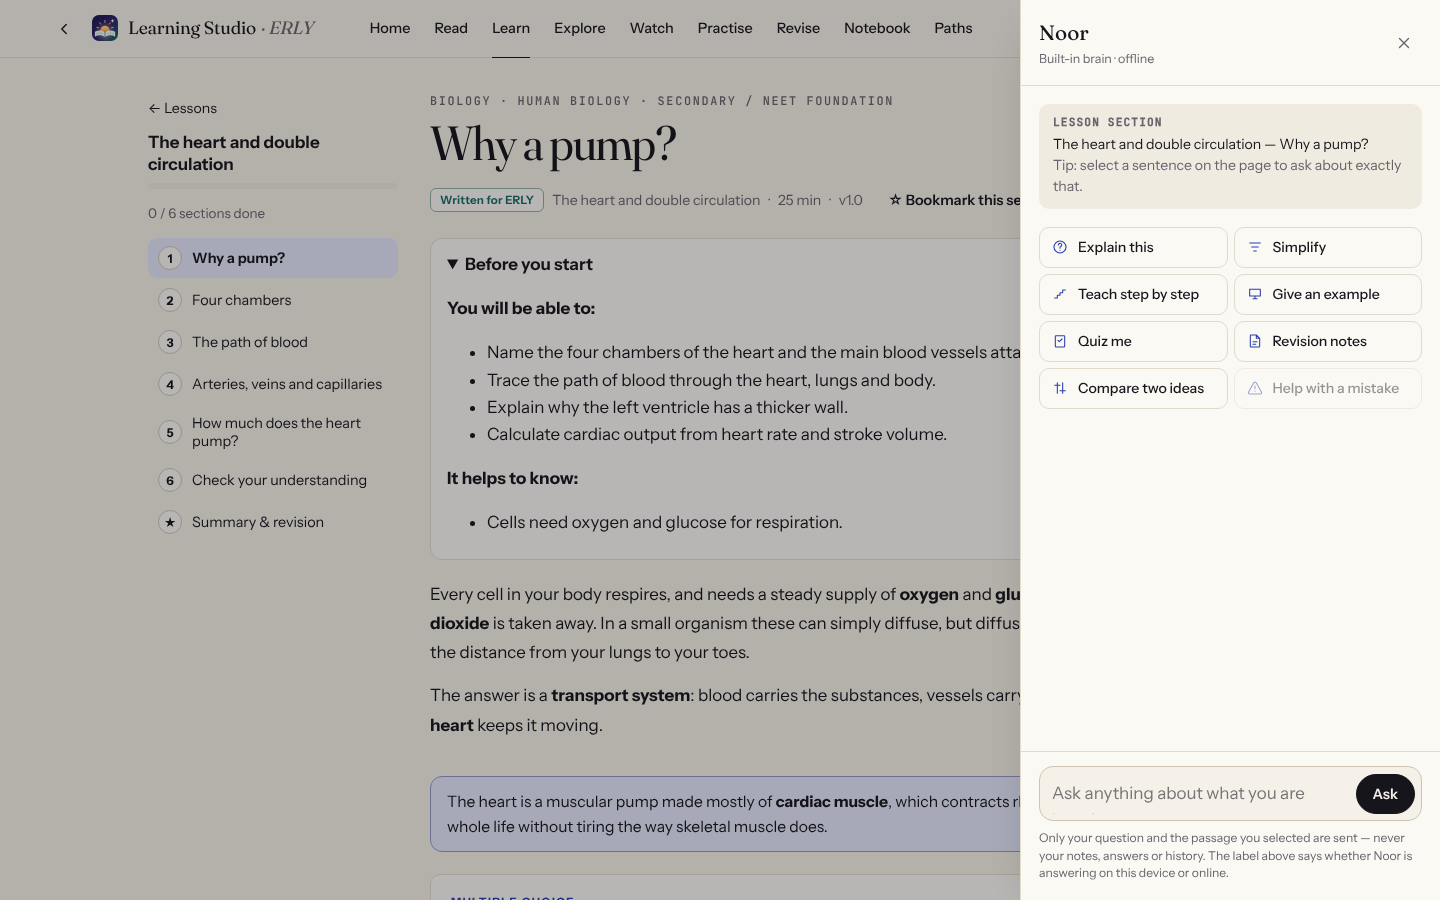 Learning Studio · ERLY
Home Read Learn Explore Watch Practise Revise Notebook Paths
← Lessons
The heart and double
circulation
0 / 6 sections done
1 Why a pump?
2 Four chambers
3 The path of blood
4 Arteries, veins and capillaries
5 How much does the heart
pump?
6 Check your understanding
★ Summary & revision
BIOLOGY · HUMAN BIOLOGY · SECONDARY / NEET FOUNDATION
Why a pump?
Written for ERLY The heart and double circulation · 25 min · v1.0 ☆ Bookmark this se
▼ Before you start
You will be able to:
• Name the four chambers of the heart and the main blood vessels atta
• Trace the path of blood through the heart, lungs and body.
• Explain why the left ventricle has a thicker wall.
• Calculate cardiac output from heart rate and stroke volume.
It helps to know:
• Cells need oxygen and glucose for respiration.
Every cell in your body respires, and needs a steady supply of oxygen and glu
dioxide is taken away. In a small organism these can simply diffuse, but diffus
the distance from your lungs to your toes.
The answer is a transport system: blood carries the substances, vessels carry
heart keeps it moving.
The heart is a muscular pump made mostly of cardiac muscle, which contracts
whole life without tiring the way skeletal muscle does.
MULTIPLE CHOICE
Noor
Built-in brain · offline
LESSON SECTION
The heart and double circulation — Why a pump?
Tip: select a sentence on the page to ask about exactly
that.
Explain this
Simplify
Teach step by step
Give an example
Quiz me
Revision notes
Compare two ideas
Help with a mistake
Ask anything about what you are
Ask
Only your question and the passage you selected are sent — never
your notes, answers or history. The label above says whether Noor is
answering on this device or online.